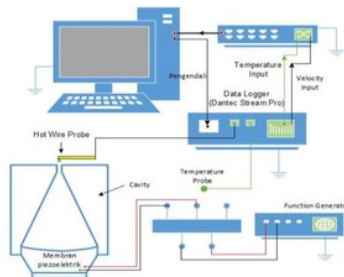 Pengendali
Temperature
Input
Velocity
Input
Data Logger
(Dantec Stream Pro)
Hot Wire Probe
Temperature
Probe
Cavity
Function Generator
Membran
piezoelektrik